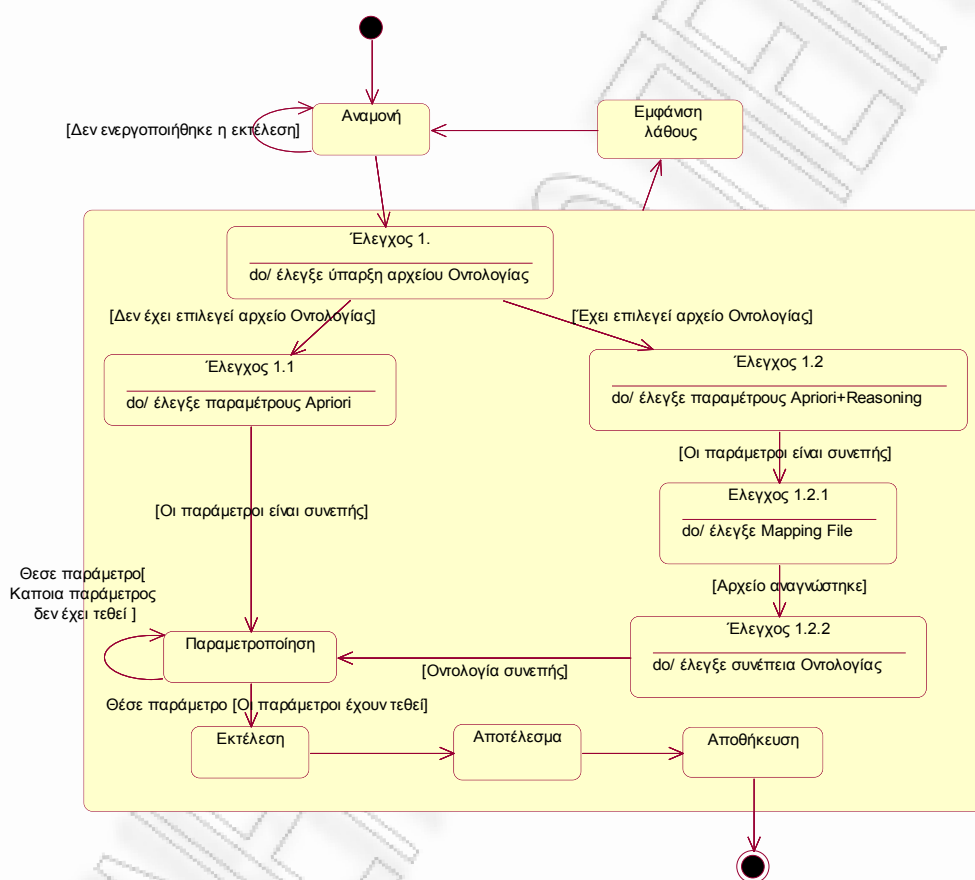 Αναμονή
Εμφάνιση
λάθους
[Δεν ενεργοποιήθηκε η εκτέλεση]
Έλεγχος 1.
do/ έλεγξε ύπαρξη αρχείου Οντολογίας
[Δεν έχει επιλεγεί αρχείο Οντολογίας]
[Έχει επιλεγεί αρχείο Οντολογίας]
Έλεγχος 1.1
do/ έλεγξε παραμέτρους Apriori
Έλεγχος 1.2
do/ έλεγξε παραμέτρους Apriori+Reasoning
[Οι παράμετροι είναι συνεπής]
Ελεγχος 1.2.1
do/ έλεγξε Mapping File
[Οι παράμετροι είναι συνεπής]
[Αρχείο αναγνώστηκε]
Θεσε παράμετρο[
Καποια παράμετρος
δεν έχει τεθεί ]
Έλεγχος 1.2.2
do/ έλεγξε συνέπεια Οντολογίας
Παραμετροποίηση
[Οντολογία συνεπής]
Θέσε παράμετρο [Οι παράμετροι έχουν τεθεί]
Εκτέλεση
Αποτέλεσμα
Αποθήκευση